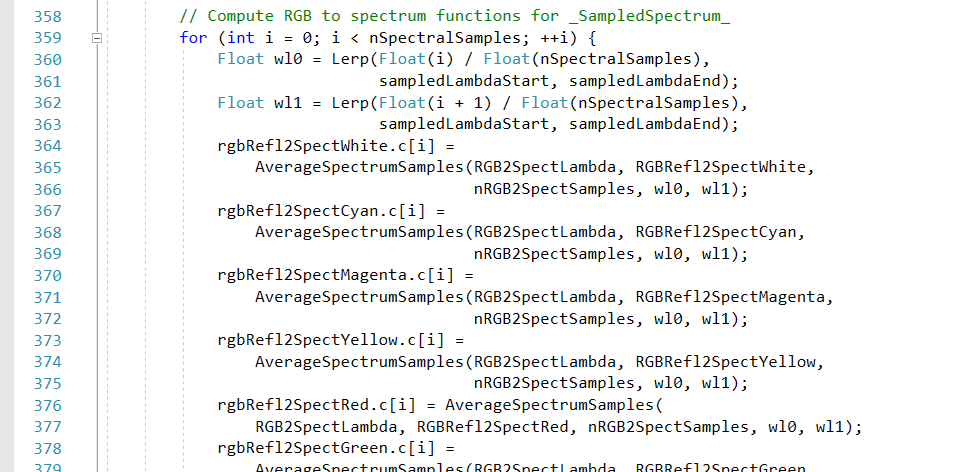 358 // Compute RGB to spectrum functions for _SampledSpectrum_
359 for (int i = 0; i < nSpectralSamples; ++i) {
360 Float wl0 = Lerp(Float(i) / Float(nSpectralSamples),
361 sampledLambdaStart, sampledLambdaEnd);
362 Float wl1 = Lerp(Float(i + 1) / Float(nSpectralSamples),
363 sampledLambdaStart, sampledLambdaEnd);
364 rgbRefl2SpectWhite.c[i] =
365 AverageSpectrumSamples(RGB2SpectLambda, RGBRefl2SpectWhite,
366 nRGB2SpectSamples, wl0, wl1);
367 rgbRefl2SpectCyan.c[i] =
368 AverageSpectrumSamples(RGB2SpectLambda, RGBRefl2SpectCyan,
369 nRGB2SpectSamples, wl0, wl1);
370 rgbRefl2SpectMagenta.c[i] =
371 AverageSpectrumSamples(RGB2SpectLambda, RGBRefl2SpectMagenta,
372 nRGB2SpectSamples, wl0, wl1);
373 rgbRefl2SpectYellow.c[i] =
374 AverageSpectrumSamples(RGB2SpectLambda, RGBRefl2SpectYellow,
375 nRGB2SpectSamples, wl0, wl1);
376 rgbRefl2SpectRed.c[i] = AverageSpectrumSamples(
377 RGB2SpectLambda, RGBRefl2SpectRed, nRGB2SpectSamples, wl0, wl1);
378 rgbRefl2SpectGreen.c[i] =
379 AverageSpectrumSamples(RGB2SpectLambda, RGBRefl2SpectGreen,